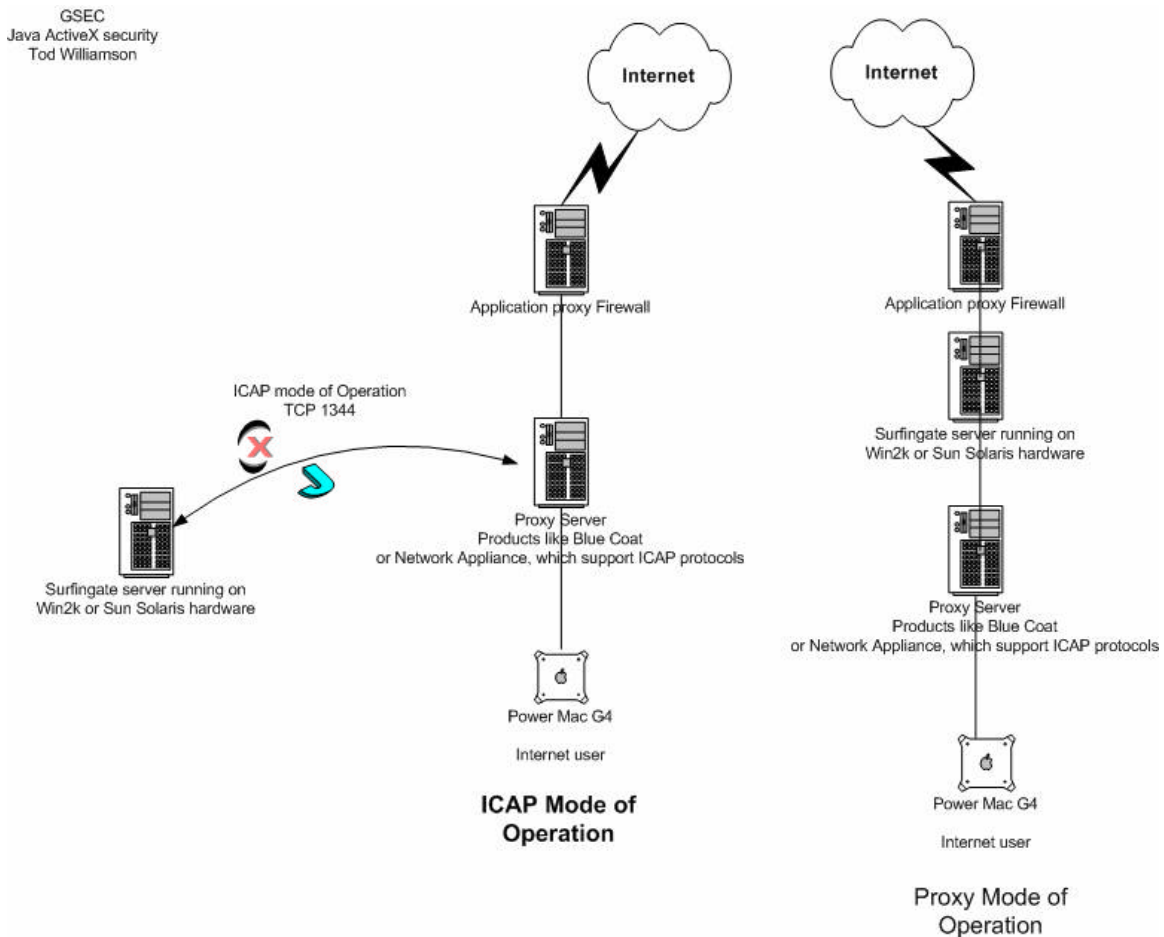 GSEC
Java ActiveX security
Tod Williamson
Internet
Application proxy Firewall
ICAP mode of Operation
TCP 1344
X
J
Surfingate server running on
Win2k or Sun Solaris hardware
Proxy Server
Products like Blue Coat
or Network Appliance, which support ICAP protocols
Power Mac G4
Internet user
ICAP Mode of
Operation
Internet
Application proxy Firewall
Surfingate server running on
Win2k or Sun Solaris hardware
Proxy Server
Products like Blue Coat
or Network Appliance, which support ICAP protocols
Power Mac G4
Internet user
Proxy Mode of
Operation